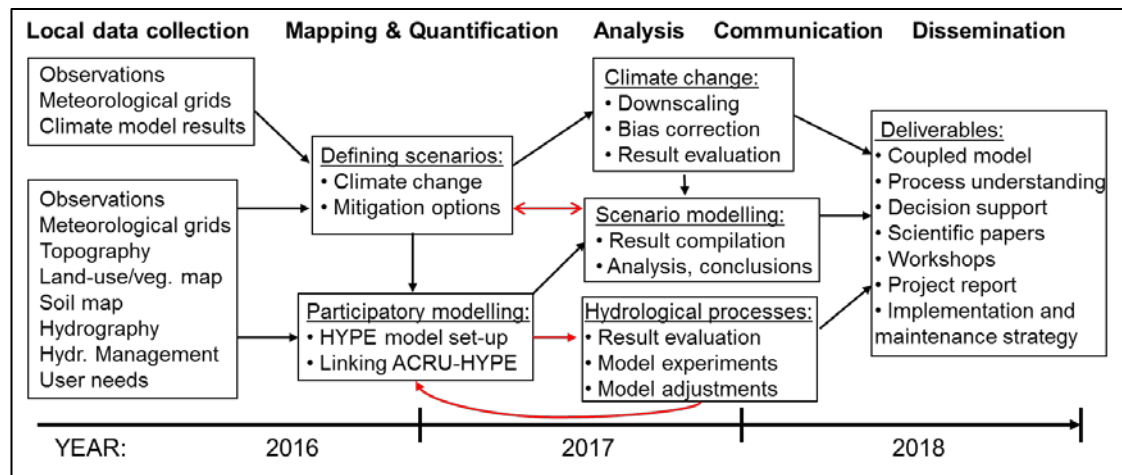 Local data collection
Mapping & Quantification
Analysis
Communication
Dissemination
Observations
Meteorological grids
Climate model results
Observations
Meteorological grids
Topography
Land-use/veg. map
Soil map
Hydrography
Hydr. Management
User needs
Defining scenarios:
• Climate change
• Mitigation options
Participatory modelling:
• HYPE model set-up
• Linking ACRU-HYPE
Climate change:
• Downscaling
• Bias correction
• Result evaluation
Scenario modelling:
• Result compilation
• Analysis, conclusions
Hydrological processes:
• Result evaluation
• Model experiments
• Model adjustments
Deliverables:
• Coupled model
• Process understanding
• Decision support
• Scientific papers
• Workshops
• Project report
• Implementation and
maintenance strategy
YEAR:
2016
2017
2018